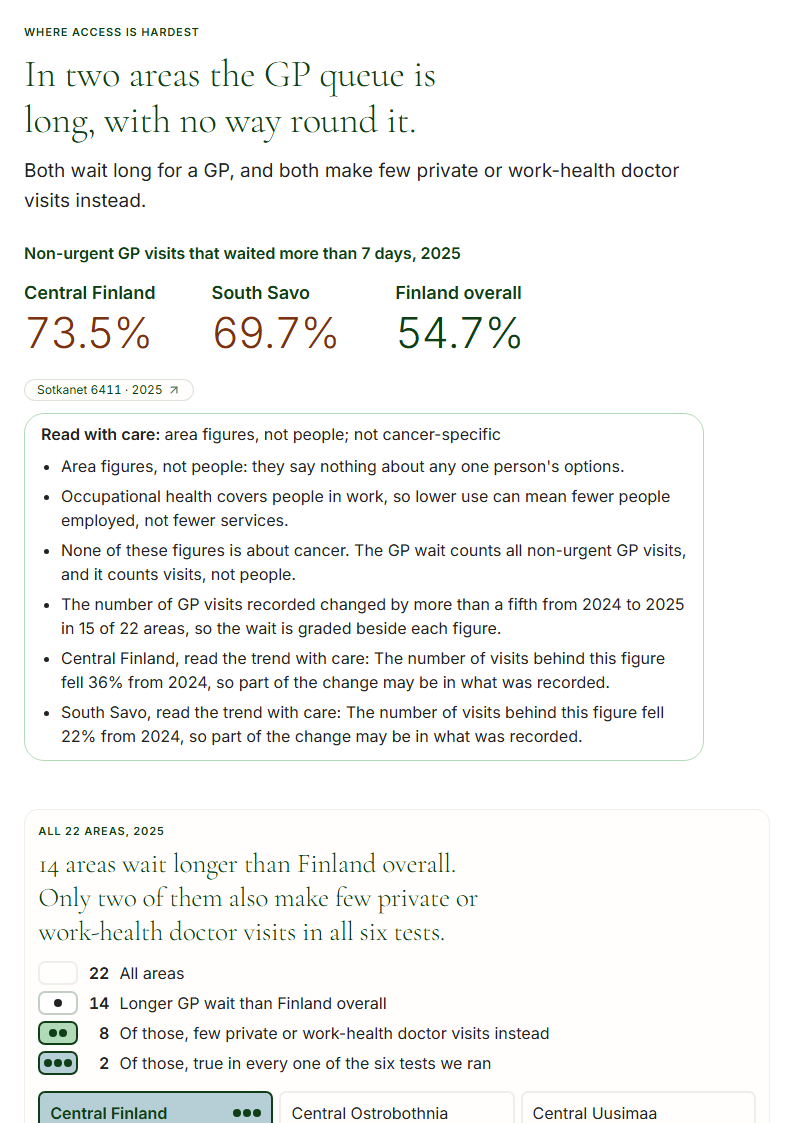 WHERE ACCESS IS HARDEST
In two areas the GP queue is
long, with no way round it.
Both wait long for a GP, and both make few private or work-health doctor
visits instead.
Non-urgent GP visits that waited more than 7 days, 2025
Central Finland South Savo Finland overall
73.5% 69.7% 54.7%
Sotkanet 6411 · 2025 ↗
Read with care: area figures, not people; not cancer-specific
• Area figures, not people: they say nothing about any one person's options.
• Occupational health covers people in work, so lower use can mean fewer people
employed, not fewer services.
• None of these figures is about cancer. The GP wait counts all non-urgent GP visits,
and it counts visits, not people.
• The number of GP visits recorded changed by more than a fifth from 2024 to 2025
in 15 of 22 areas, so the wait is graded beside each figure.
• Central Finland, read the trend with care: The number of visits behind this figure
fell 36% from 2024, so part of the change may be in what was recorded.
• South Savo, read the trend with care: The number of visits behind this figure fell
22% from 2024, so part of the change may be in what was recorded.
ALL 22 AREAS, 2025
14 areas wait longer than Finland overall.
Only two of them also make few private or
work-health doctor visits in all six tests.
22 All areas
14 Longer GP wait than Finland overall
8 Of those, few private or work-health doctor visits instead
2 Of those, true in every one of the six tests we ran
Central Finland Central Ostrobothnia Central Uusimaa